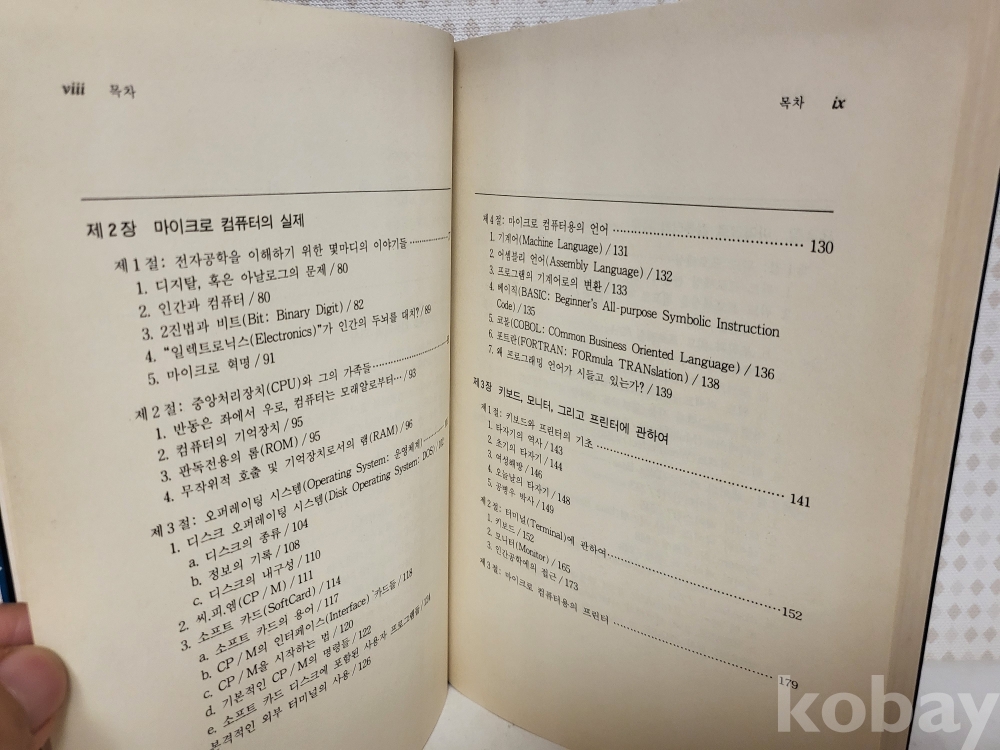 viii 목차
제2장 마이크로 컴퓨터의 실제
제1절: 전자공학을 이해하기 위한 몇마디의 이야기들 ……………7
1. 디지탈, 혹은 아날로그의 문제 / 80
2. 인간과 컴퓨터 / 80
3. 2진법과 비트(Bit: Binary Digit) / 82
4. “일렉트로닉스(Electronics)”가 인간의 두뇌를 대치? / 89
5. 마이크로 혁명 / 91
제2절: 중앙처리장치(CPU)와 그의 가족들 ……………
1. 반동은 좌에서 우로, 컴퓨터는 모래알로부터… / 93
2. 컴퓨터의 기억장치 / 95
3. 판독전용의 롬(ROM) / 95
4. 무작위적 호출 및 기억장치로서의 램(RAM) / 96
제3절: 오퍼레이팅 시스템(Operating System: 운영체계) ……
1. 디스크 오퍼레이팅 시스템(Disk Operating System: DOS) / 102
a. 디스크의 종류 / 104
b. 정보의 기록 / 108
c. 디스크의 내구성 / 110
2. 씨.피.엠(CP / M) / 111
3. 소프트 카드(SoftCard) / 114
a. 소프트 카드의 용어 / 117
b. CP / M의 인터페이스(Interface) 카드들 / 118
c. CP / M을 시작하는 법 / 120
d. 기본적인 CP / M의 명령들 / 122
e. 소프트 카드 디스크에 포함된 사용자 프로그램들 / 124
본격적인 외부 터미널의 사용 / 126
목차 ix
제4절: 마이크로 컴퓨터용의 언어 …………… 130
1. 기계어(Machine Language) / 131
2. 어셈블리 언어(Assembly Language) / 132
3. 프로그램의 기계어로의 변환 / 133
4. 베이직(BASIC: Beginner's All-purpose Symbolic Instruction
Code) / 135
5. 코볼(COBOL: COmmon Business Oriented Language) / 136
6. 포트란(FORTRAN: FORmula TRANslation) / 138
7. 왜 프로그래밍 언어가 시들고 있는가? / 139
제3장 키보드, 모니터, 그리고 프린터에 관하여
제1절: 키보드와 프린터의 기초 …………… 141
1. 타자기의 역사 / 143
2. 초기의 타자기 / 144
3. 여성해방 / 146
4. 오늘날의 타자기 / 148
5. 공병우 박사 / 149
제2절: 터미널(Terminal)에 관하여 …………… 152
1. 키보드 / 152
2. 모니터(Monitor) / 165
3. 인간공학에의 접근 / 173
제3절: 마이크로 컴퓨터용의 프린터 …………… 179
kobay